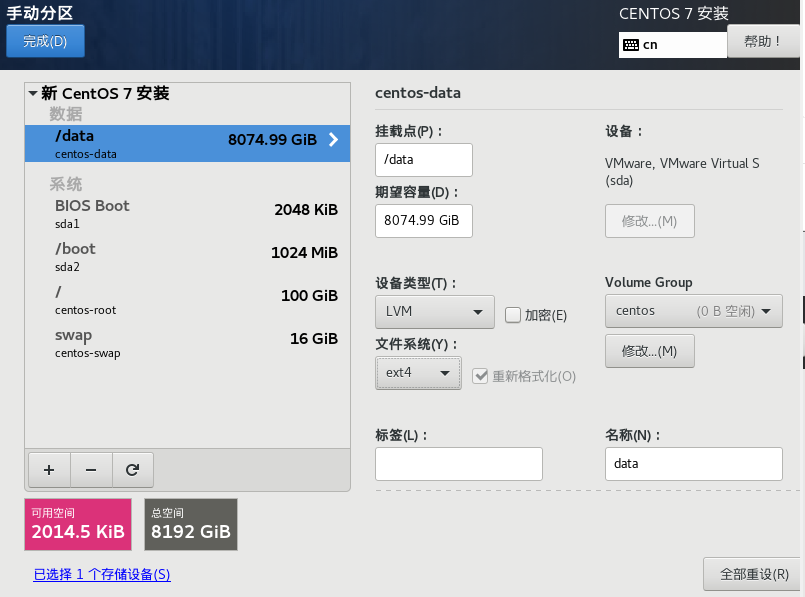 手动分区
CENTOS 7 安装
完成(D)
cn
帮助！
新 CentOS 7 安装
数据
/data
8074.99 GiB
centos-data
系统
BIOS Boot
2048 KiB
sda1
/boot
1024 MiB
sda2
/
100 GiB
centos-root
swap
16 GiB
centos-swap
centos-data
挂载点(P)：
/data
期望容量(D)：
8074.99 GiB
设备：
VMware, VMware Virtual S
(sda)
修改...(M)
设备类型(T)：
LVM
加密(E)
文件系统(Y)：
ext4
重新格式化(O)
Volume Group
centos
(0 B 空闲)
修改...(M)
标签(L)：
名称(N)：
data
可用空间
2014.5 KiB
总空间
8192 GiB
已选择 1 个存储设备(S)
全部重设(R)